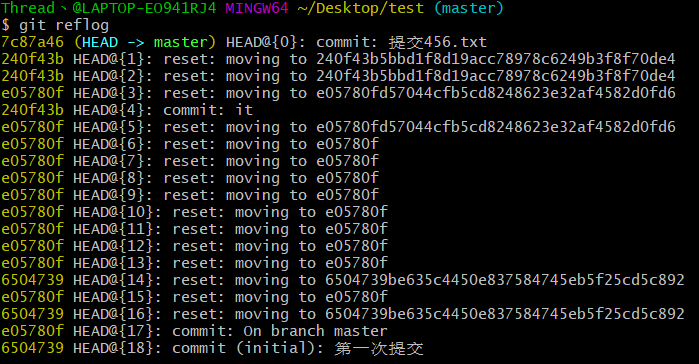 Thread、@LAPTOP-EO941RJ4 MINGW64 ~/Desktop/test (master)
$ git reflog
7c87a46 (HEAD -> master) HEAD@{0}: commit: 提交456.txt
240f43b HEAD@{1}: reset: moving to 240f43b5bbd1f8d19acc78978c6249b3f8f70de4
240f43b HEAD@{2}: reset: moving to 240f43b5bbd1f8d19acc78978c6249b3f8f70de4
e05780f HEAD@{3}: reset: moving to e05780fd57044cfb5cd8248623e32af4582d0fd6
240f43b HEAD@{4}: commit: it
e05780f HEAD@{5}: reset: moving to e05780fd57044cfb5cd8248623e32af4582d0fd6
e05780f HEAD@{6}: reset: moving to e05780f
e05780f HEAD@{7}: reset: moving to e05780f
e05780f HEAD@{8}: reset: moving to e05780f
e05780f HEAD@{9}: reset: moving to e05780f
e05780f HEAD@{10}: reset: moving to e05780f
e05780f HEAD@{11}: reset: moving to e05780f
e05780f HEAD@{12}: reset: moving to e05780f
e05780f HEAD@{13}: reset: moving to e05780f
6504739 HEAD@{14}: reset: moving to 6504739be635c4450e837584745eb5f25cd5c892
e05780f HEAD@{15}: reset: moving to e05780f
6504739 HEAD@{16}: reset: moving to 6504739be635c4450e837584745eb5f25cd5c892
e05780f HEAD@{17}: commit: On branch master
6504739 HEAD@{18}: commit (initial): 第一次提交